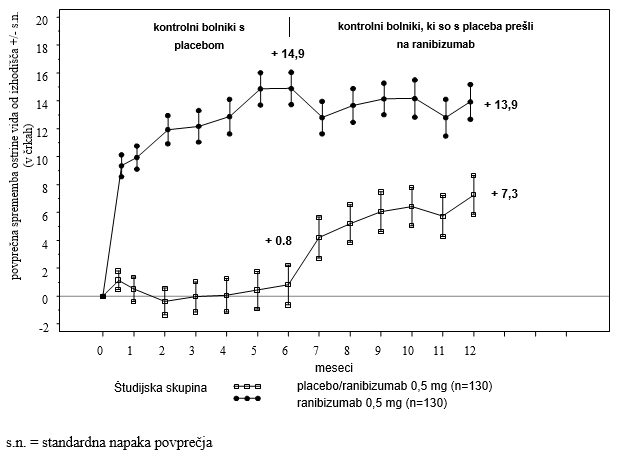 kontrolni bolniki s
placebom
kontrolni bolniki, ki so s placeba prešli
na ranibizumab
povprečna sprememba ostrine vida od izhodišča +/- s.n.
(v črkah)
20
18
16
14
12
10
8
6
4
2
0
-2
+ 14,9
+ 13,9
+ 7,3
+ 0.8
0 1 2 3 4 5 6 7 8 9 10 11 12
meseci
Študijska skupina
placebo/ranibizumab 0,5 mg (n=130)
ranibizumab 0,5 mg (n=130)
s.n. = standardna napaka povprečja